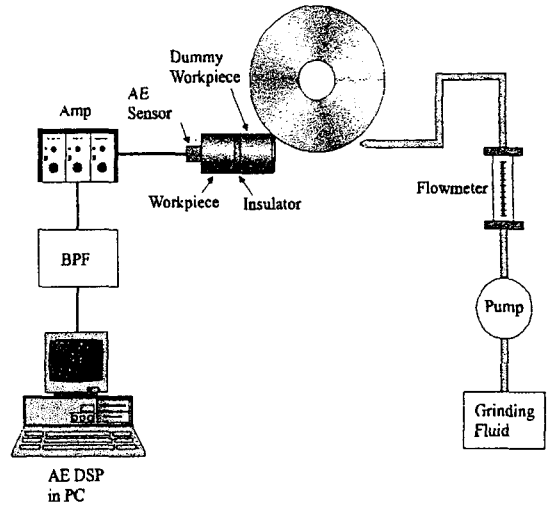 Dummy
Workpiece
AE
Sensor
Amp
Workpiece
Insulator
Flowmeter
BPF
Pump
Grinding
Fluid
AE DSP
in PC